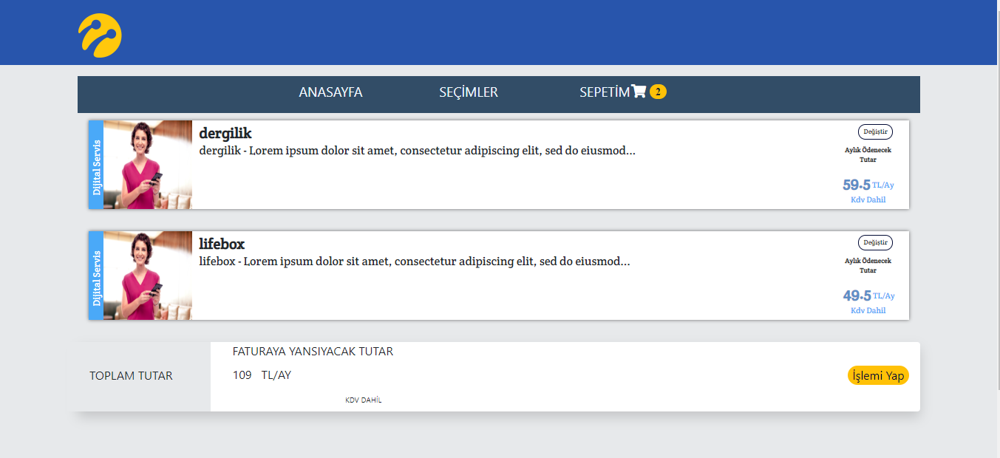 ANASAYFA SEÇİMLER SEPETİM 2
Dijital Servis
dergilik
dergilik - Lorem ipsum dolor sit amet, consectetur adipiscing elit, sed do eiusmod...
Değiştir
Aylık Ödenecek
Tutar
59.5 TL/Ay
Kdv Dahil
Dijital Servis
lifebox
lifebox - Lorem ipsum dolor sit amet, consectetur adipiscing elit, sed do eiusmod...
Değiştir
Aylık Ödenecek
Tutar
49.5 TL/Ay
Kdv Dahil
TOPLAM TUTAR
FATURAYA YANSIYACAK TUTAR
109 TL/AY
KDV DAHİL
İşlemi Yap